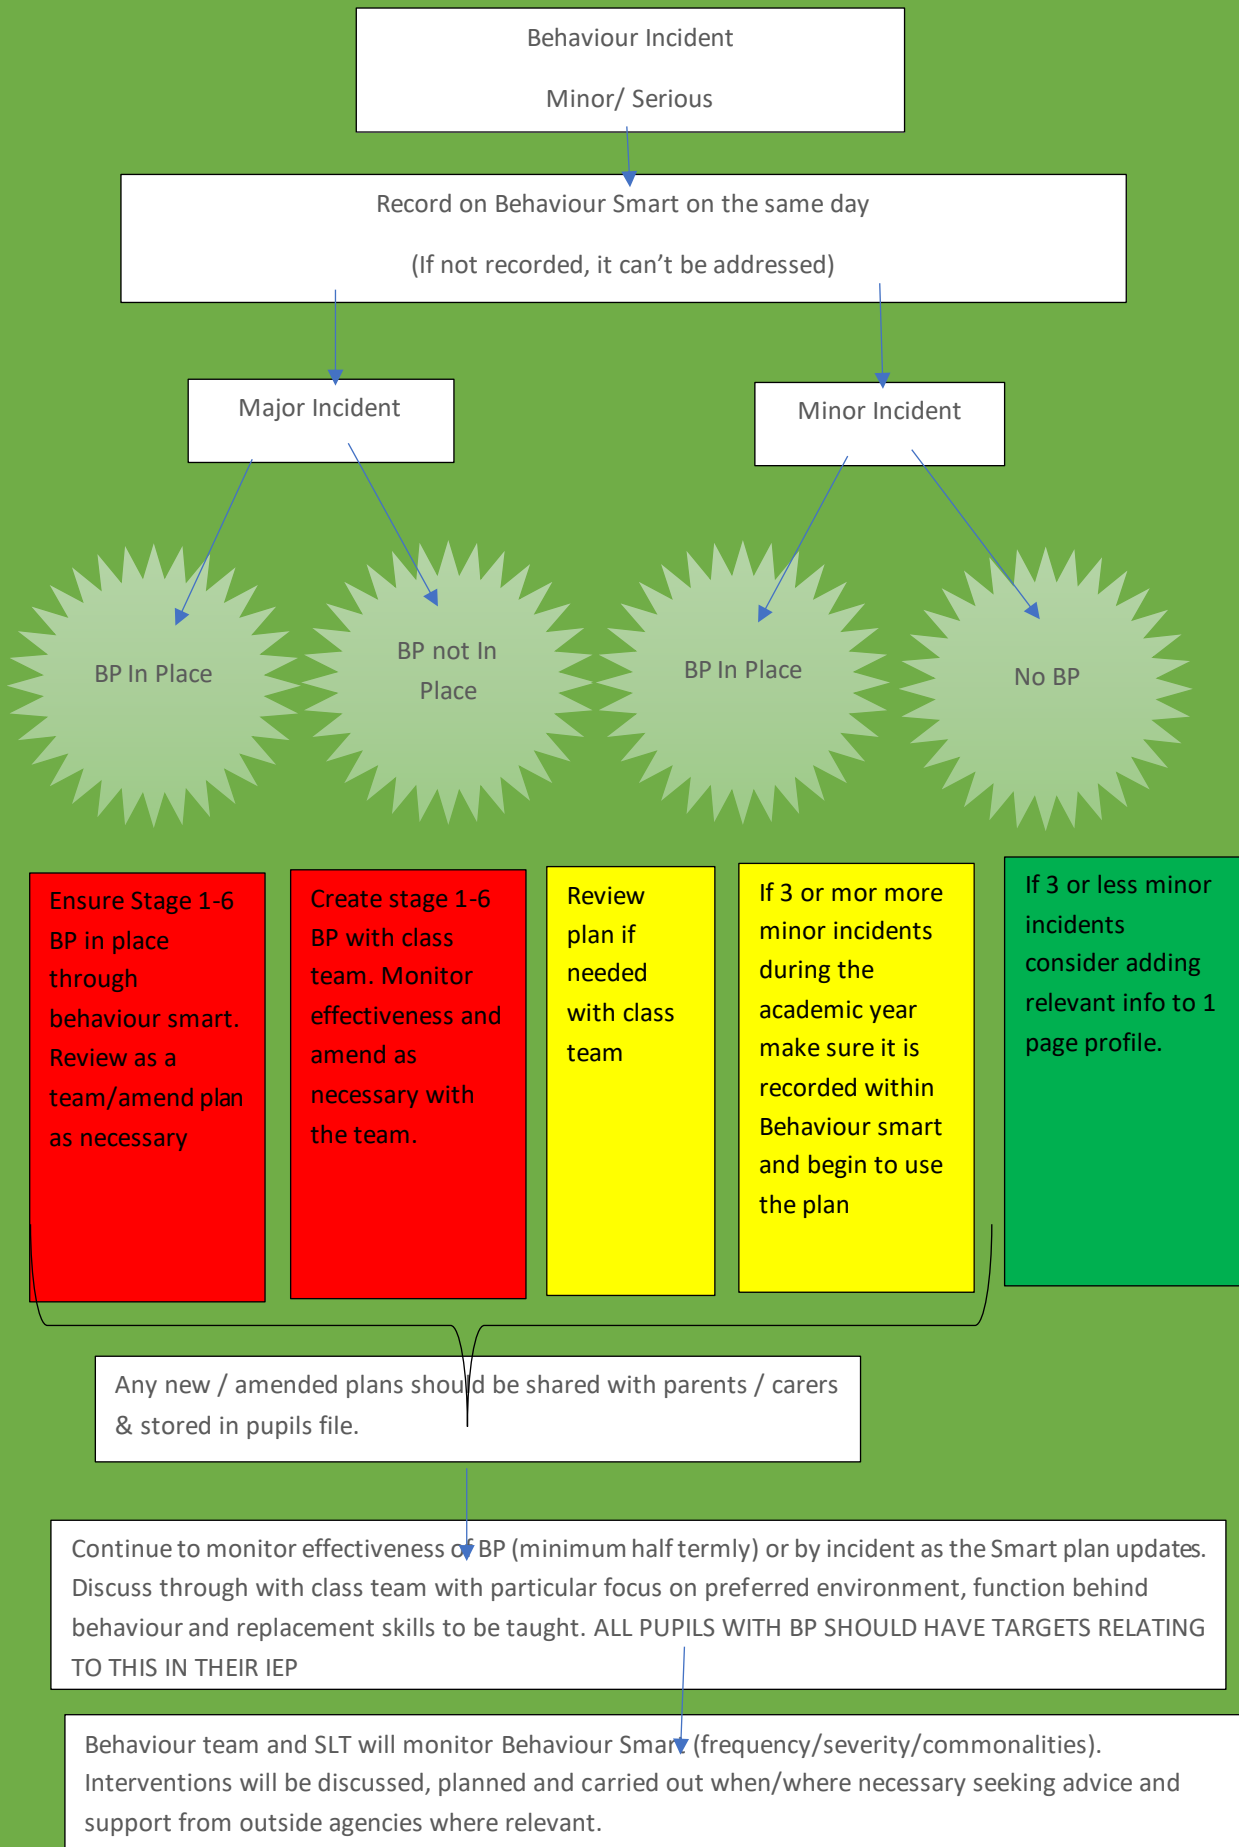 Behaviour Incident
Minor/ Serious
Record on Behaviour Smart on the same day
(If not recorded, it can't be addressed)
Major Incident
Minor Incident
BP In Place
BP not In
Place
BP In Place
No BP
Ensure Stage 1-6
BP in place
through
behaviour smart.
Review as a
team/amend plan
as necessary
Create stage 1-6
BP with class
team. Monitor
effectiveness and
amend as
necessary with
the team.
Review
plan if
needed
with class
team
If 3 or mor more
minor incidents
during the
academic year
make sure it is
recorded within
Behaviour smart
and begin to use
the plan
If 3 or less minor
incidents
consider adding
relevant info to 1
page profile.
Any new / amended plans should be shared with parents / carers
& stored in pupils file.
Continue to monitor effectiveness of BP (minimum half termly) or by incident as the Smart plan updates.
Discuss through with class team with particular focus on preferred environment, function behind
behaviour and replacement skills to be taught. ALL PUPILS WITH BP SHOULD HAVE TARGETS RELATING
TO THIS IN THEIR IEP
Behaviour team and SLT will monitor Behaviour Smart (frequency/severity/commonalities).
Interventions will be discussed, planned and carried out when/where necessary seeking advice and
support from outside agencies where relevant.